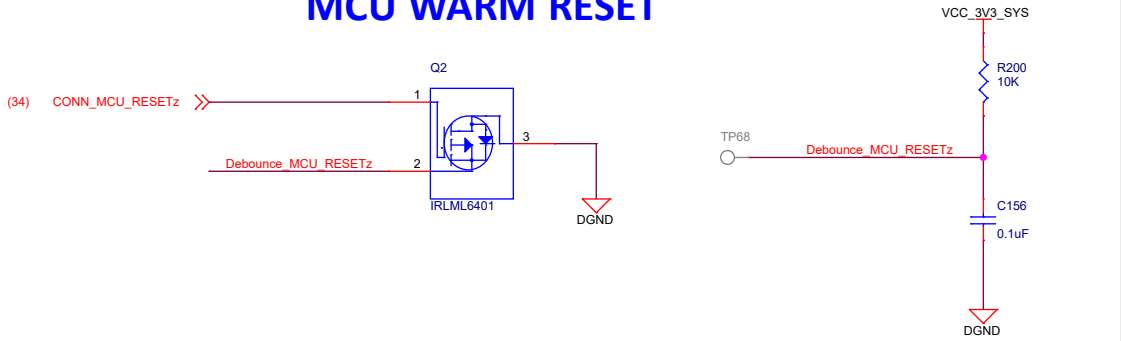 MCU WARM RESET
VCC_3V3_SYS
Q2
R200
10K
(34) CONN_MCU_RESETz
1
3
TP68
Debounce_MCU_RESETz
Debounce_MCU_RESETz
2
IRLML6401
DGND
C156
0.1uF
DGND